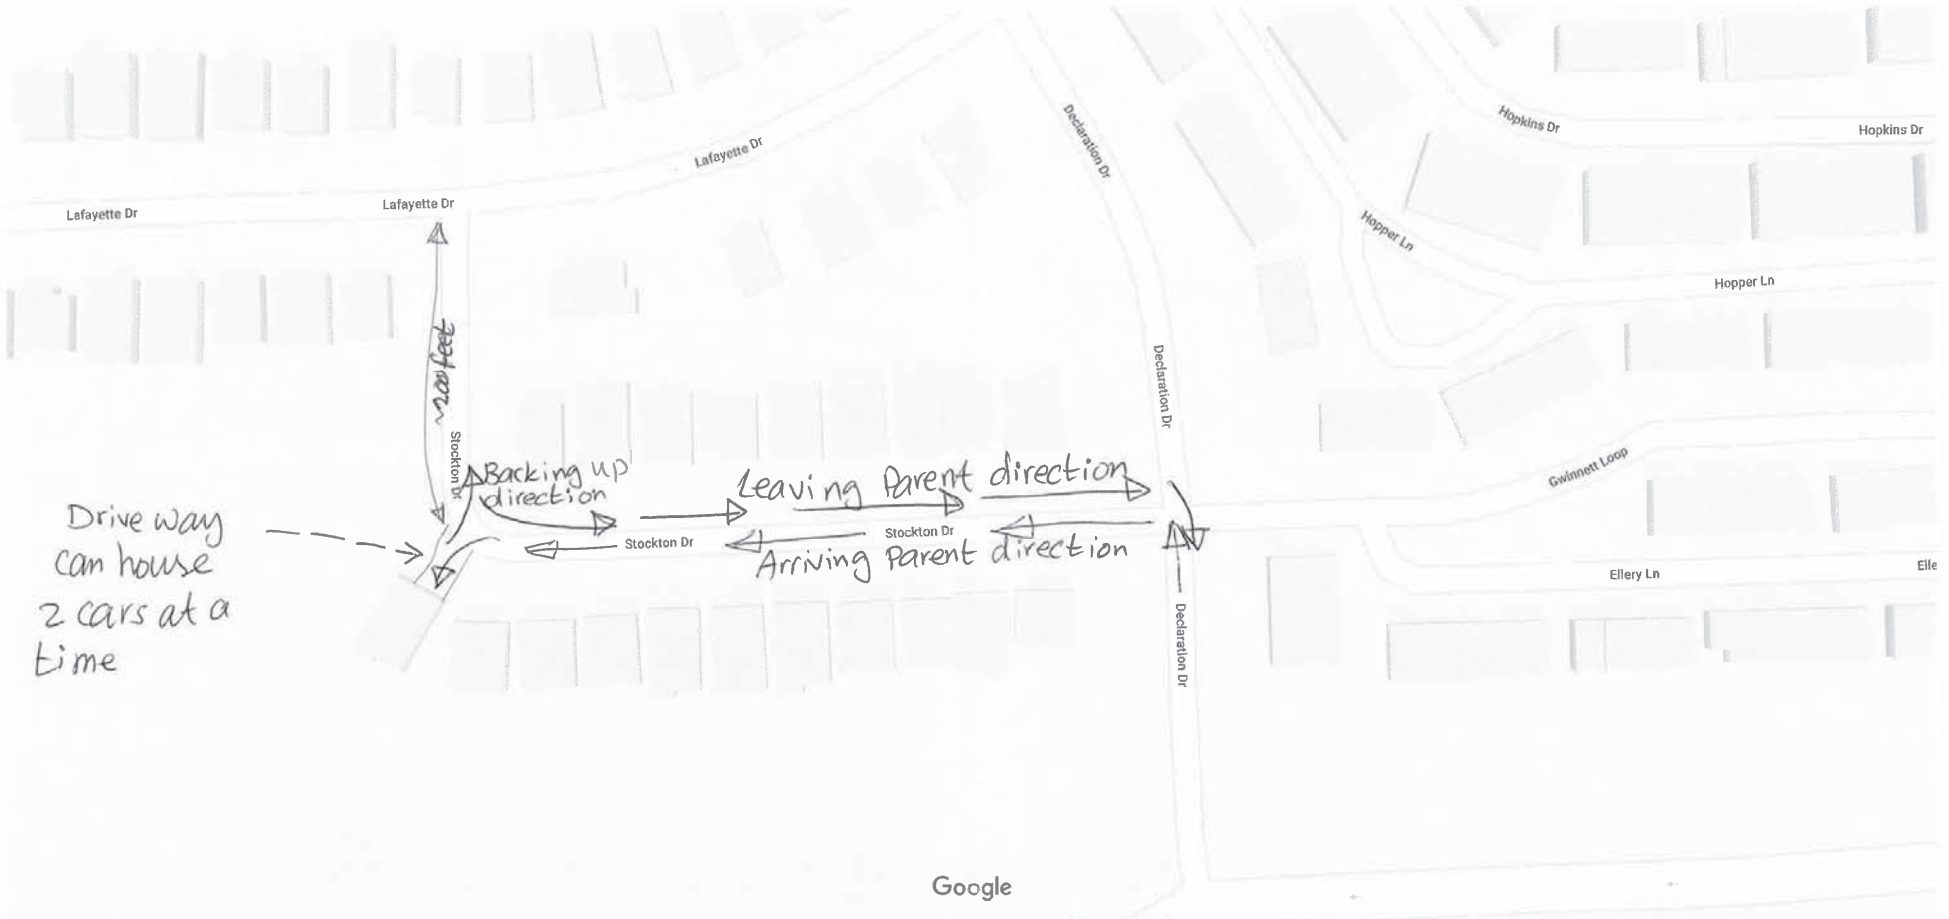 Hopkins Dr
Hopkins Dr
Declaration Dr
Lafayette Dr
Lafayette Dr
Lafayette Dr
Hopper Ln
Hopper Ln
~200 feet
Declaration Dr
Stockton Dr
Backing up
direction
Leaving Parent direction
Gwinnett Loop
Drive way
can house
2 cars at a
time
Stockton Dr
Stockton Dr
Arriving Parent direction
Ellery Ln
Elle
Declaration Dr
Google